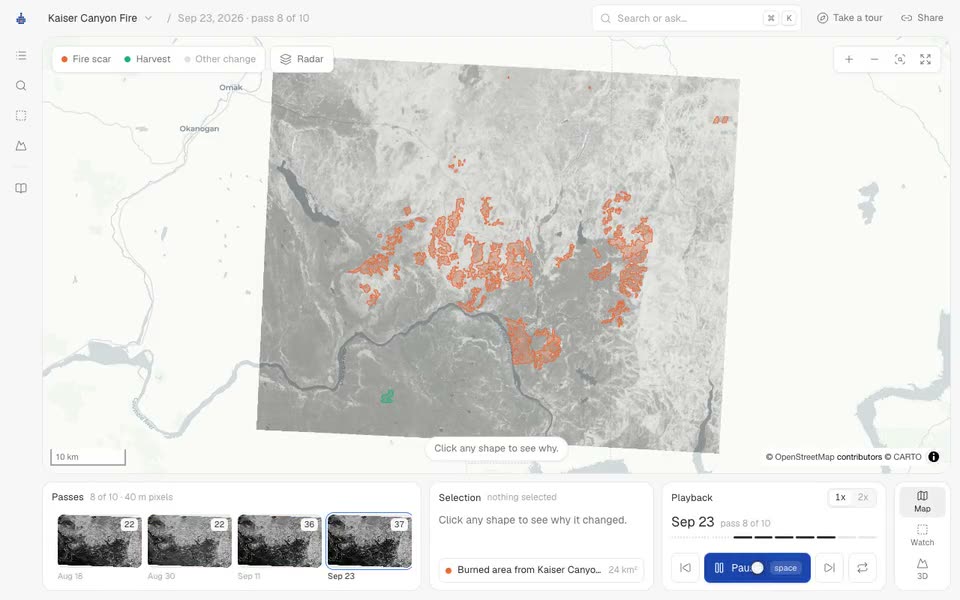 Kaiser Canyon Fire / Sep 23, 2026 · pass 8 of 10
Search or ask... ⌘ K
Take a tour
Share
Fire scar
Harvest
Other change
Radar
Omak
Okanogan
Click any shape to see why.
10 km
© OpenStreetMap contributors © CARTO
Passes 8 of 10 · 40 m pixels
22
22
36
37
Aug 16
Aug 30
Sep 11
Sep 23
Selection nothing selected
Click any shape to see why it changed.
Burned area from Kaiser Canyo... 24 km²
Playback
1x
2x
Sep 23 pass 8 of 10
space
Map
Watch
3D